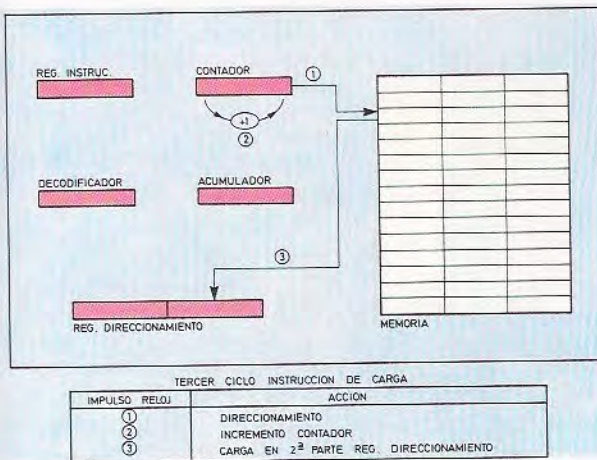 REG. INSTRUC.
CONTADOR
①
+1
②
DECODIFICADOR
ACUMULADOR
③
REG. DIRECCIONAMIENTO
MEMORIA
TERCER CICLO INSTRUCCION DE CARGA
IMPULSO RELOJ ACCION
① DIRECCIONAMIENTO
② INCREMENTO CONTADOR
③ CARGA EN 2ª PARTE REG. DIRECCIONAMIENTO